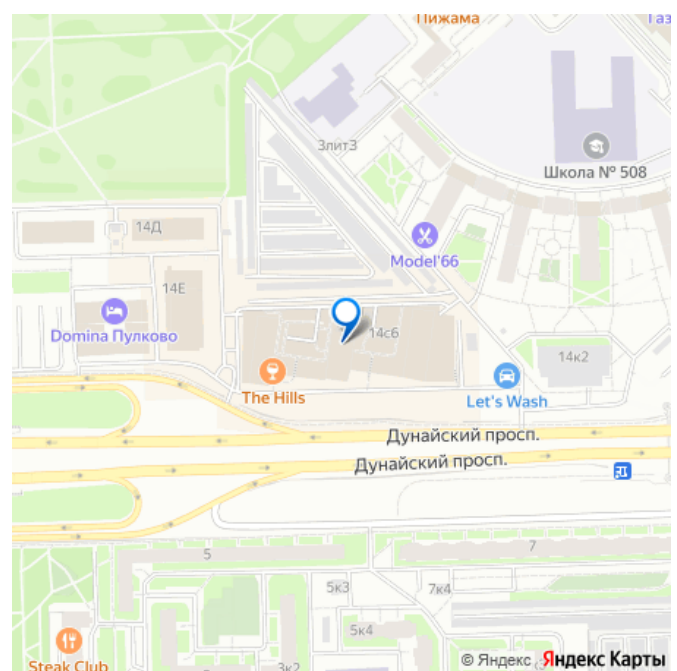 Пижама
Газ
3литЗ
Школа № 508
14Д
Model'66
14Е
Domina Пулково
14с6
14к2
The Hills
Let's Wash
Дунайский просп.
Дунайский просп.
5
7
5к3
7к4
5к4
Steak Club
3к2
© Яндекс Яндекс Карты